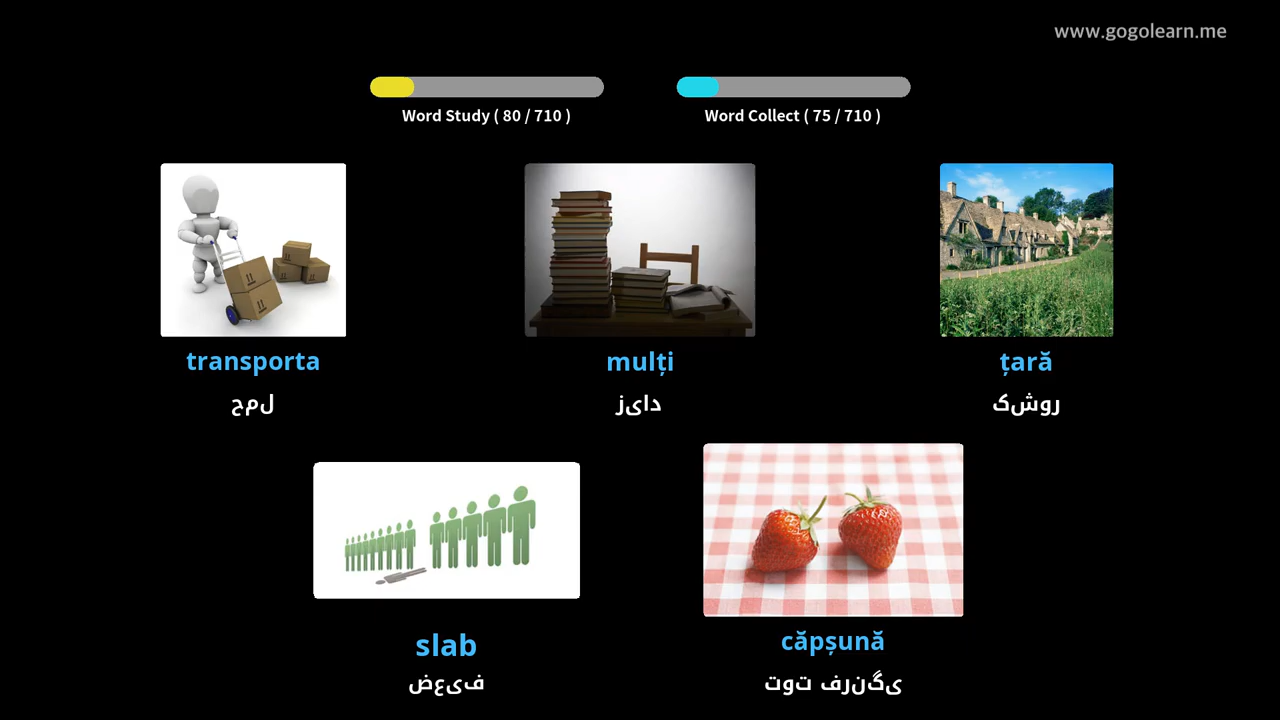 www.gogolearn.me
Word Study ( 80 / 710 )
Word Collect ( 75 / 710 )
transporta
لمح
mulți
دایز
țară
روشک
slab
فیعض
căpșună
یگنرف توت